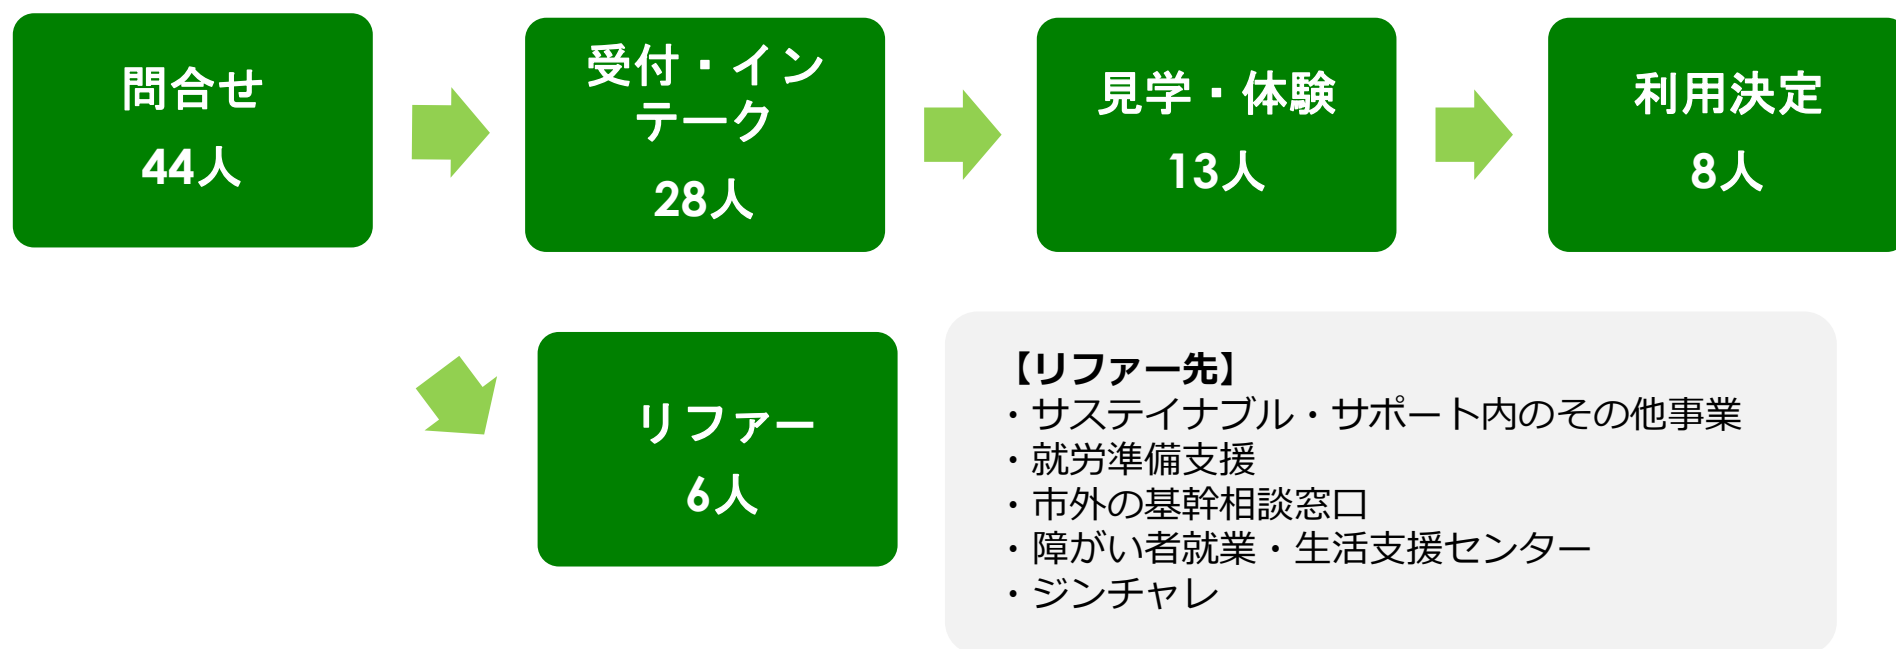 問合せ
44人
受付・イン
テーク
28人
見学・体験
13人
利用決定
8人
リファー
6人
【リファー先】
・サステイナブル・サポート内のその他事業
・就労準備支援
・市外の基幹相談窓口
・障がい者就業・生活支援センター
・ジンチャレ